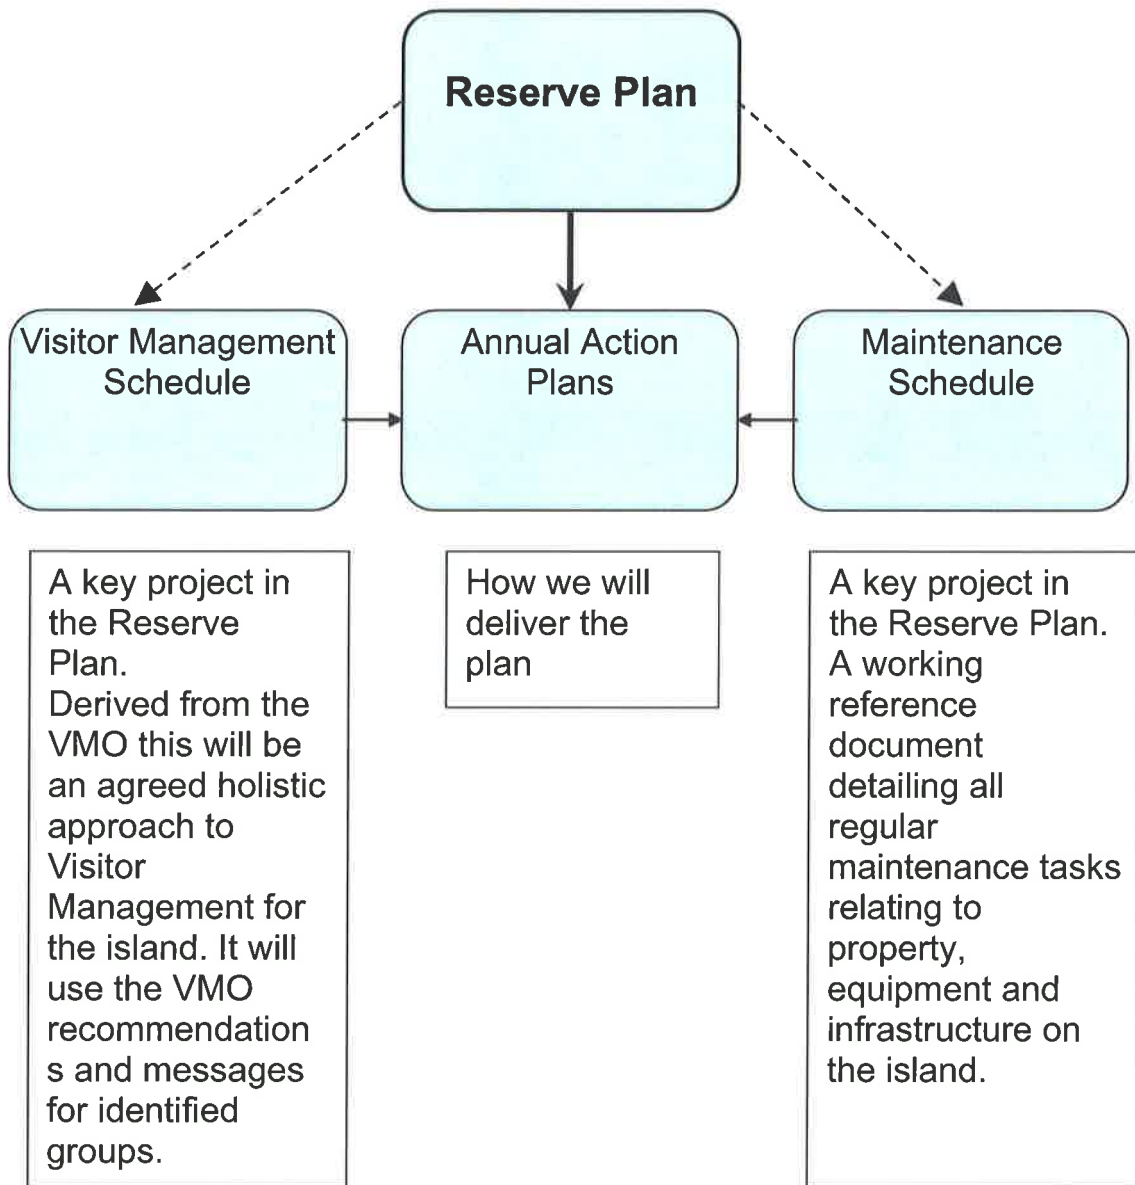 Reserve Plan
Visitor Management
Schedule
Annual Action
Plans
Maintenance
Schedule
A key project in
the Reserve
Plan.
Derived from the
VMO this will be
an agreed holistic
approach to
Visitor
Management for
the island. It will
use the VMO
recommendation
s and messages
for identified
groups.
How we will
deliver the
plan
A key project in
the Reserve Plan.
A working
reference
document
detailing all
regular
maintenance tasks
relating to
property,
equipment and
infrastructure on
the island.